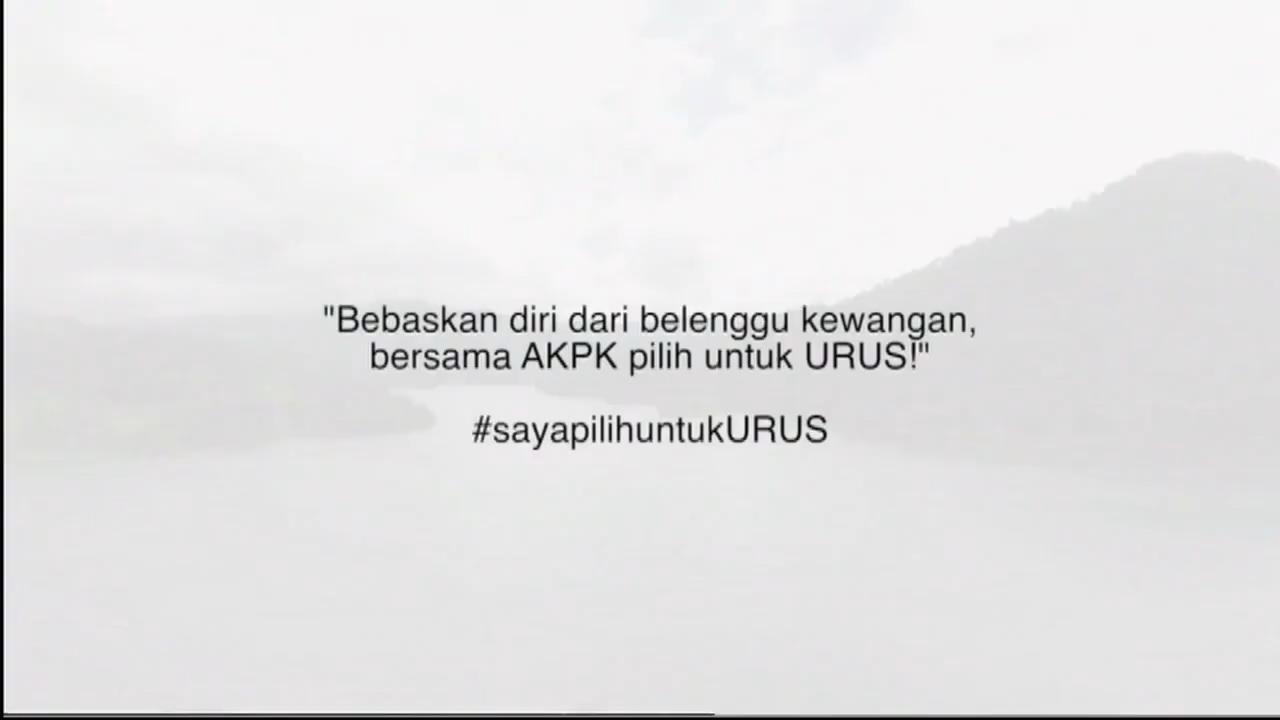 "Bebaskan diri dari belenggu kewangan,
bersama AKPK pilih untuk URUS!"
#sayapilihuntukURUS